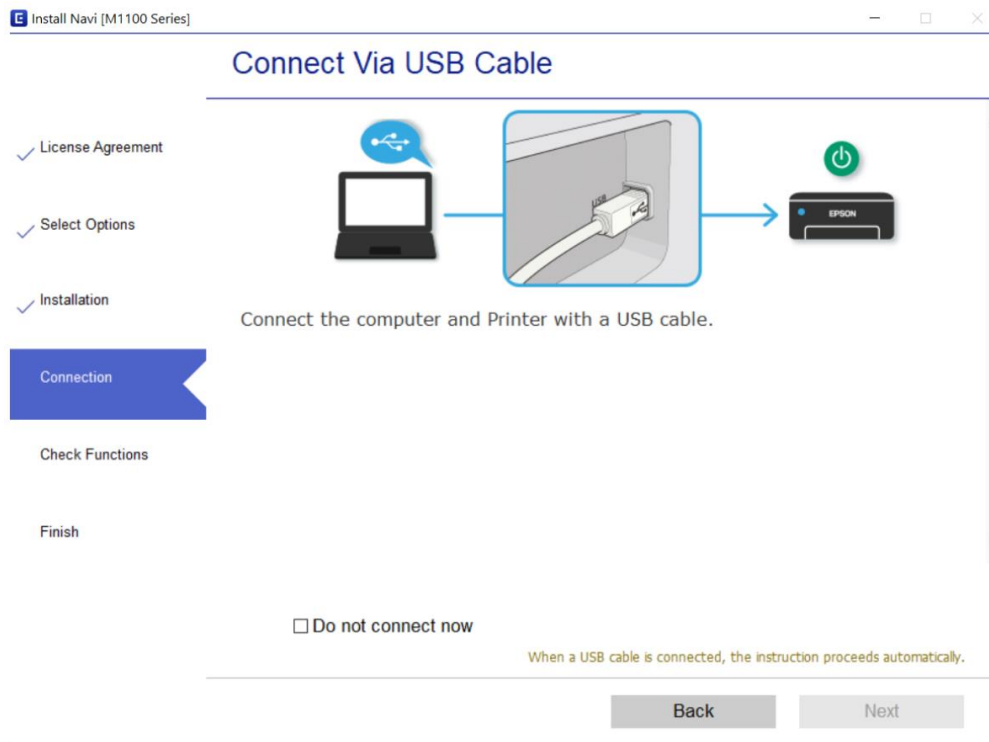 Install Navi [M1100 Series]
Connect Via USB Cable
License Agreement
Select Options
Installation
Connection
Check Functions
Finish
USB
EPSON
Connect the computer and Printer with a USB cable.
Do not connect now
When a USB cable is connected, the instruction proceeds automatically.
Back
Next